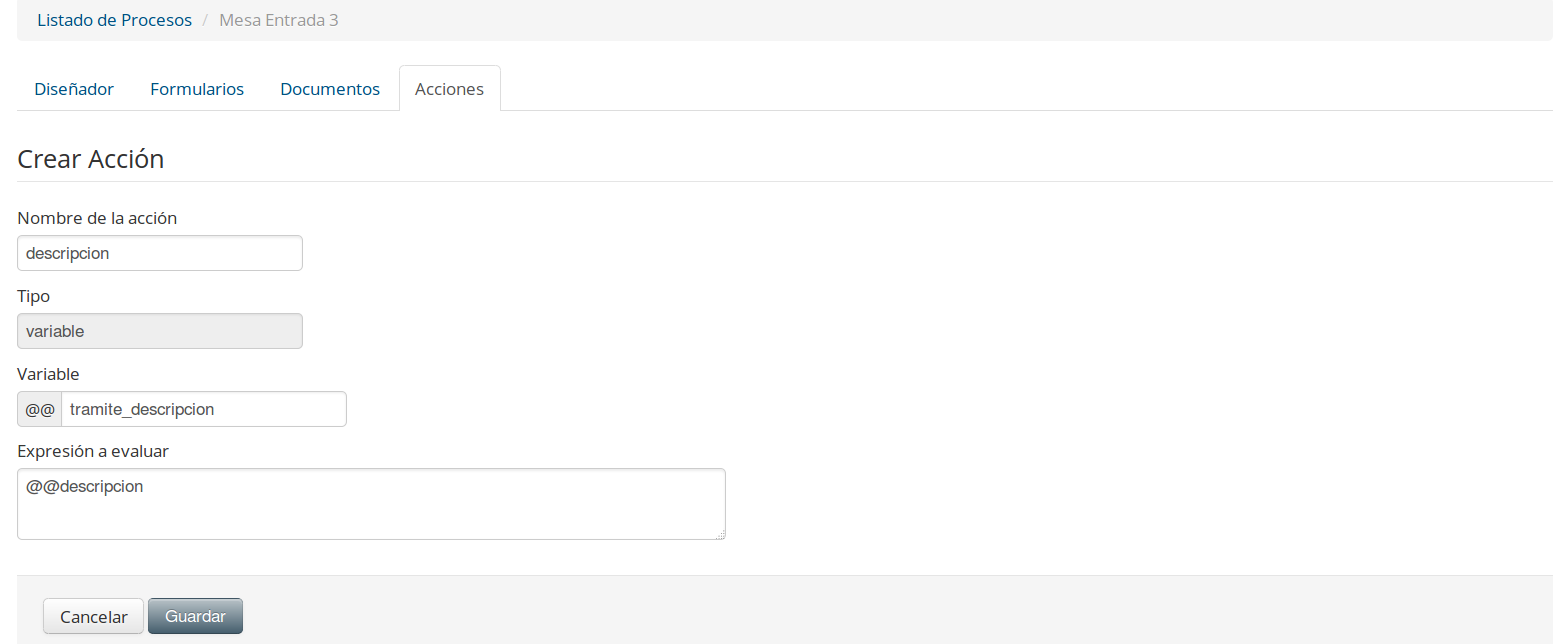 Listado de Procesos / Mesa Entrada 3
Diseñador Formularios Documentos Acciones
Crear Acción
Nombre de la acción
descripcion
Tipo
variable
Variable
@@ tramite_descripcion
Expresión a evaluar
@@descripcion
Cancelar Guardar